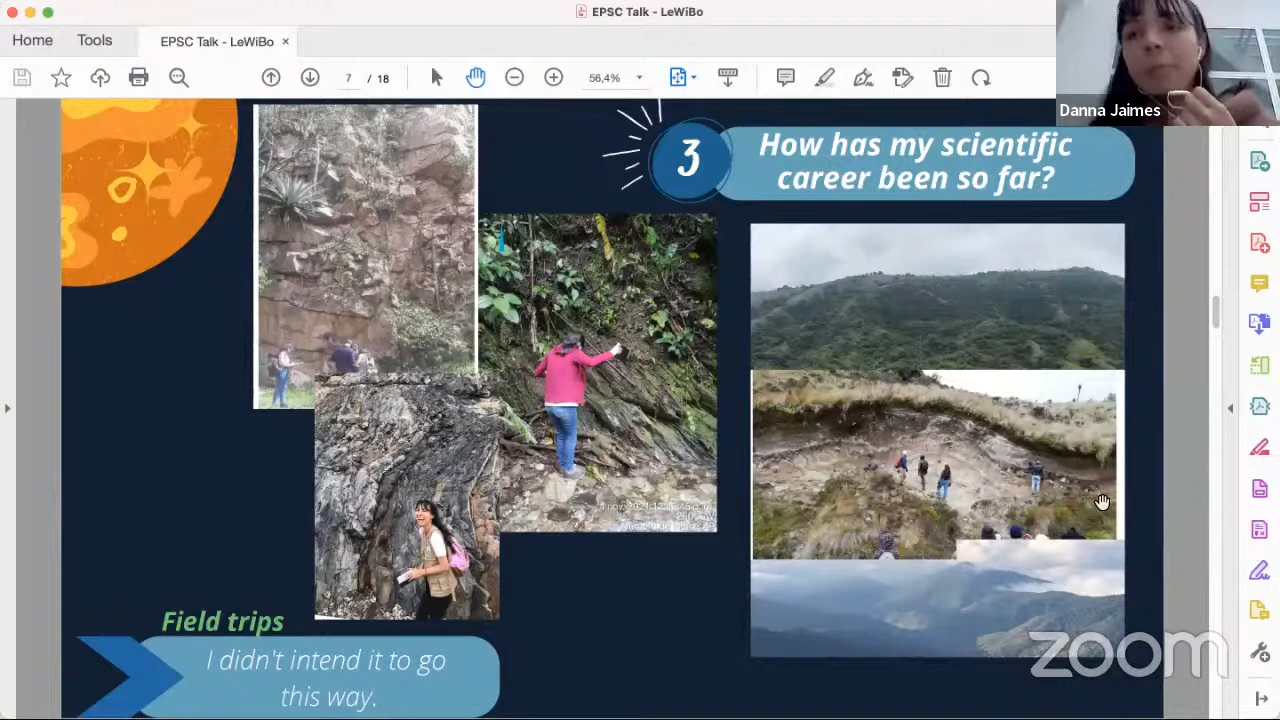 EPSC Talk - LeWiBo
Home
Tools
EPSC Talk - LeWiBo
7 / 18
56,4%
Danna Jaimes
3
How has my scientific
career been so far?
Field trips
I didn't intend it to go
this way.
zoom